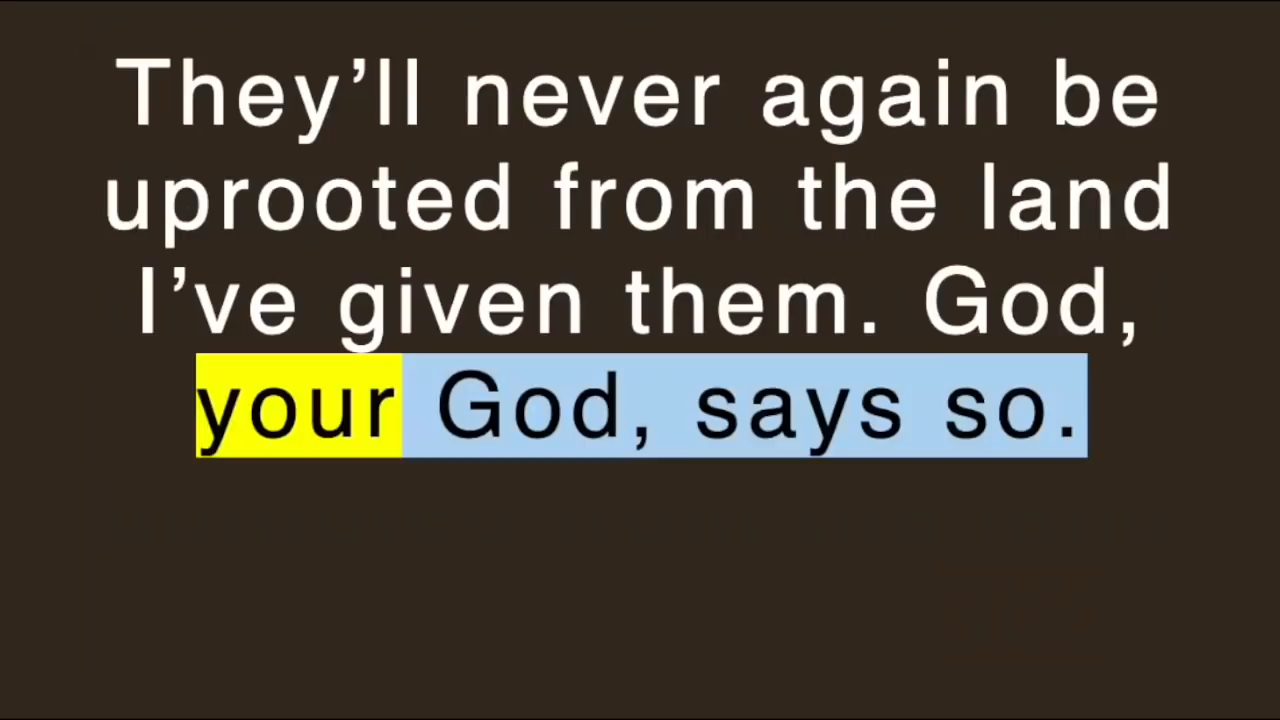 They’ll never again be
uprooted from the land
I’ve given them. God,
your God, says so.